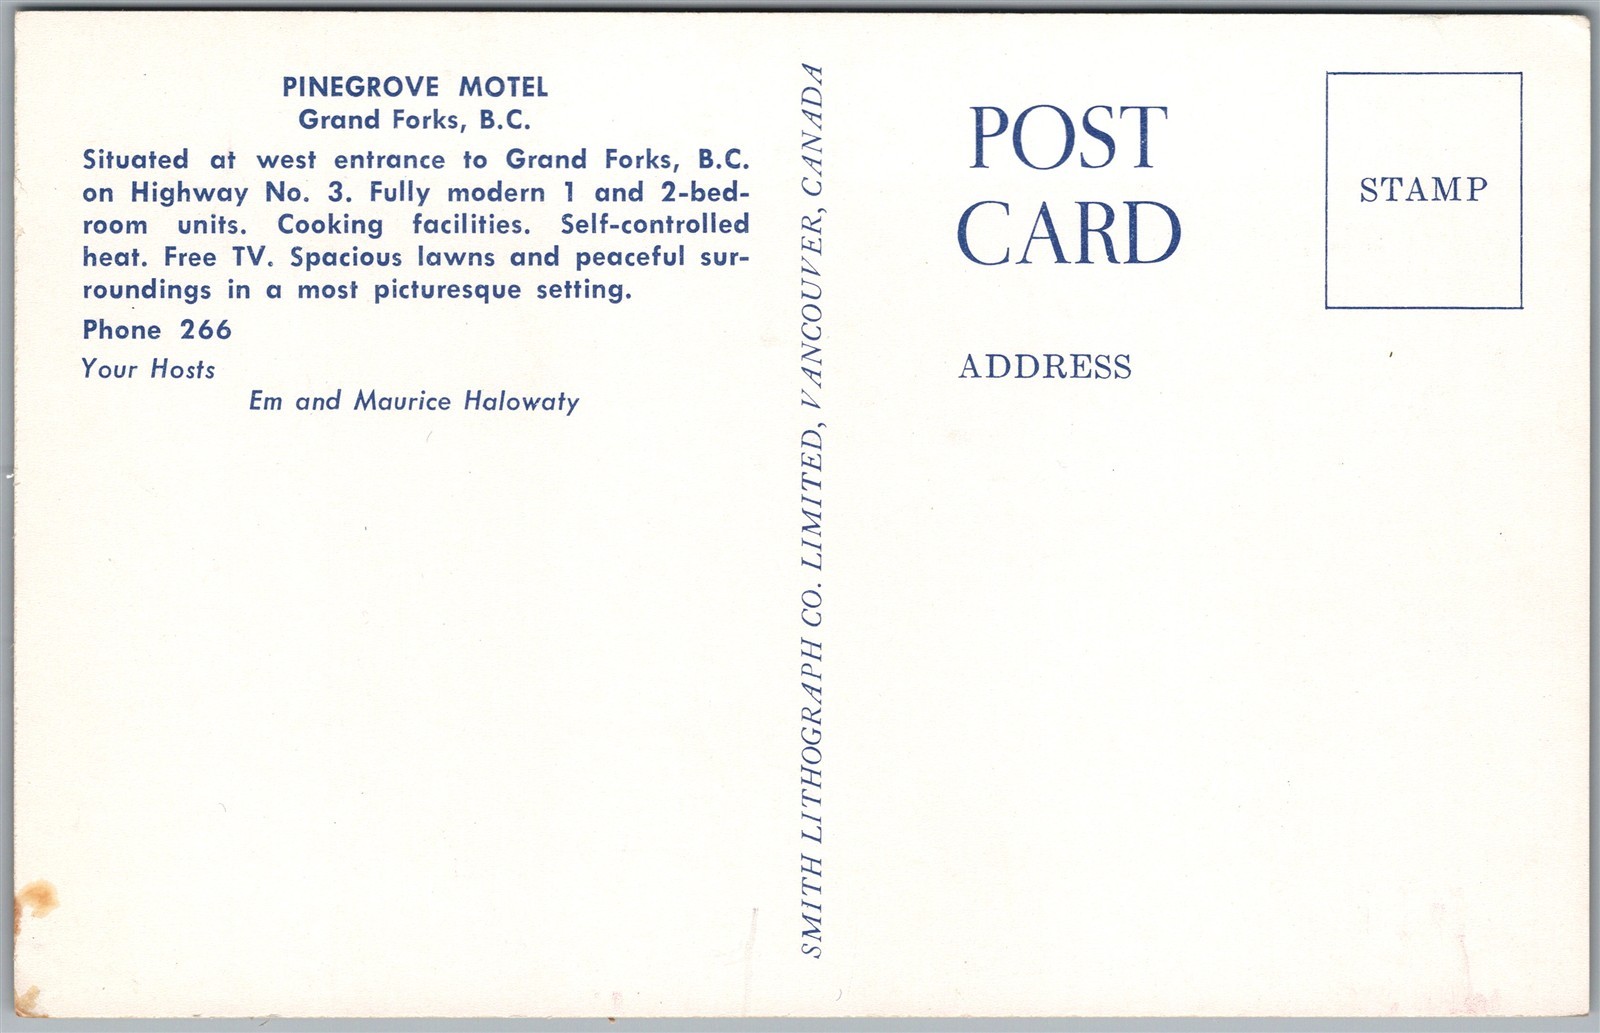 PINEGROVE MOTEL
Grand Forks, B.C.
Situated at west entrance to Grand Forks, B.C.
on Highway No. 3. Fully modern 1 and 2-bed-
room units. Cooking facilities. Self-controlled
heat. Free TV. Spacious lawns and peaceful sur-
roundings in a most picturesque setting.
Phone 266
Your Hosts
Em and Maurice Halowaty
SMITH LITHOGRAPH CO. LIMITED, VANCOUVER, CANADA
POST
CARD
STAMP
ADDRESS